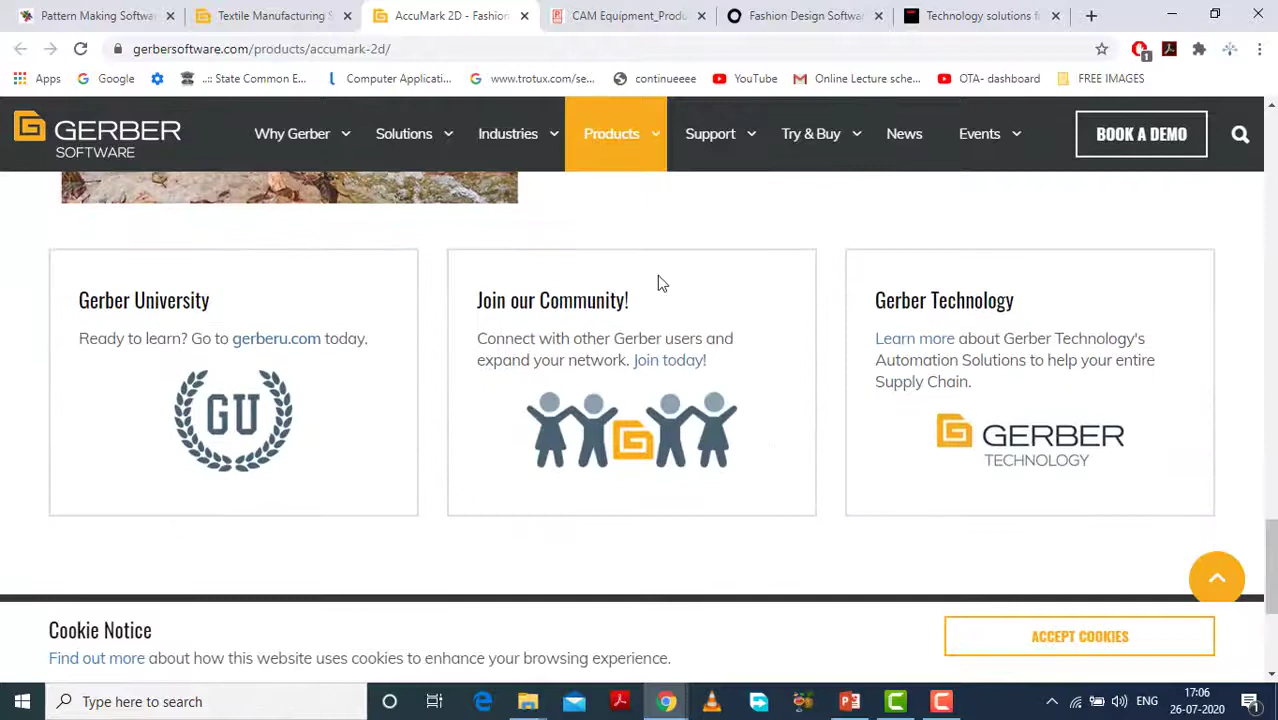 Pattern Making Softwar
Textile Manufacturing S
AccuMark 2D - Fashion
CAM Equipment_Produ
Fashion Design Softwar
Technology solutions f
gerbersoftware.com/products/accumark-2d/
1
Apps
Google
..:: State Common E...
Computer Applicati...
www.trotux.com/se...
continueeee
YouTube
Online Lecture sche...
OTA- dashboard
FREE IMAGES
GERBER
SOFTWARE
Why Gerber
Solutions
Industries
Products
Support
Try & Buy
News
Events
BOOK A DEMO
Gerber University
Ready to learn? Go to gerberu.com today.
GU
Join our Community!
Connect with other Gerber users and
expand your network. Join today!
Gerber Technology
Learn more about Gerber Technology's
Automation Solutions to help your entire
Supply Chain.
GERBER
TECHNOLOGY
Cookie Notice
Find out more about how this website uses cookies to enhance your browsing experience.
ACCEPT COOKIES
Type here to search
ENG
17:06
26-07-2020
1